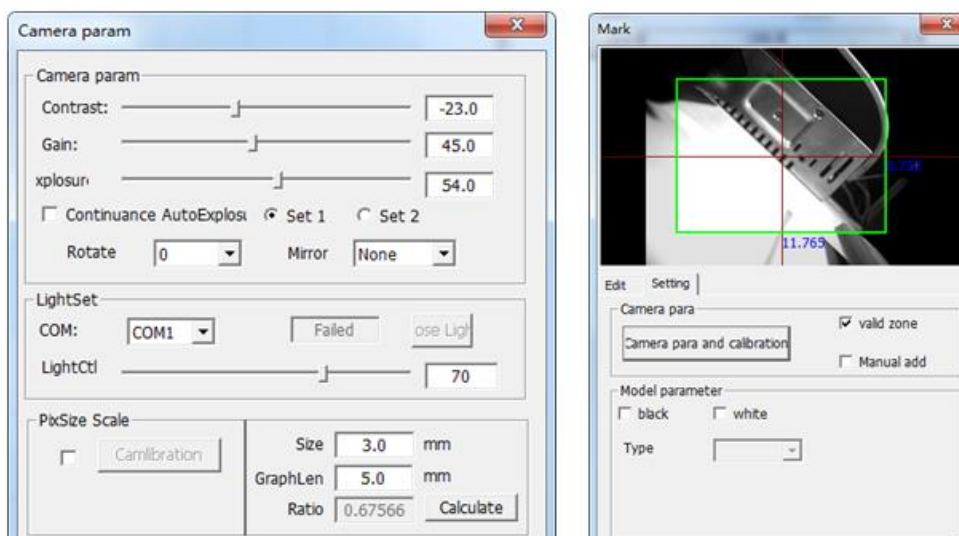 Camera param
Camera param
Contrast: -23.0
Gain: 45.0
xplosur 54.0
Continuance AutoExplosu Set 1 Set 2
Rotate 0 Mirror None
LightSet
COM: COM1 Failed ose Ligh
LightCtl 70
PixSize Scale
Camlibration
Size 3.0 mm
GraphLen 5.0 mm
Ratio 0.67566 Calculate
Mark
11.765
Edit Setting
Camera para
Camera para and calibration
valid zone
Manual add
Model parameter
black white
Type